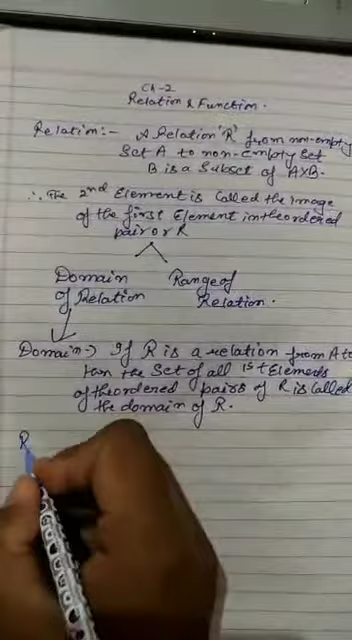 Ch-2
Relation & Function.
Relation:- A Relation 'R' from non-empty
Set A to non-empty Set
B is a Subset of AXB.
∴ The 2nd Element is Called the Image
of the first Element in the ordered
pair or R
Domain
of Relation
Range of
Relation.
Domain:→ If R is a relation from A to
then the Set of all 1st Elements
of the ordered pairs of R is Called
the domain of R.
R